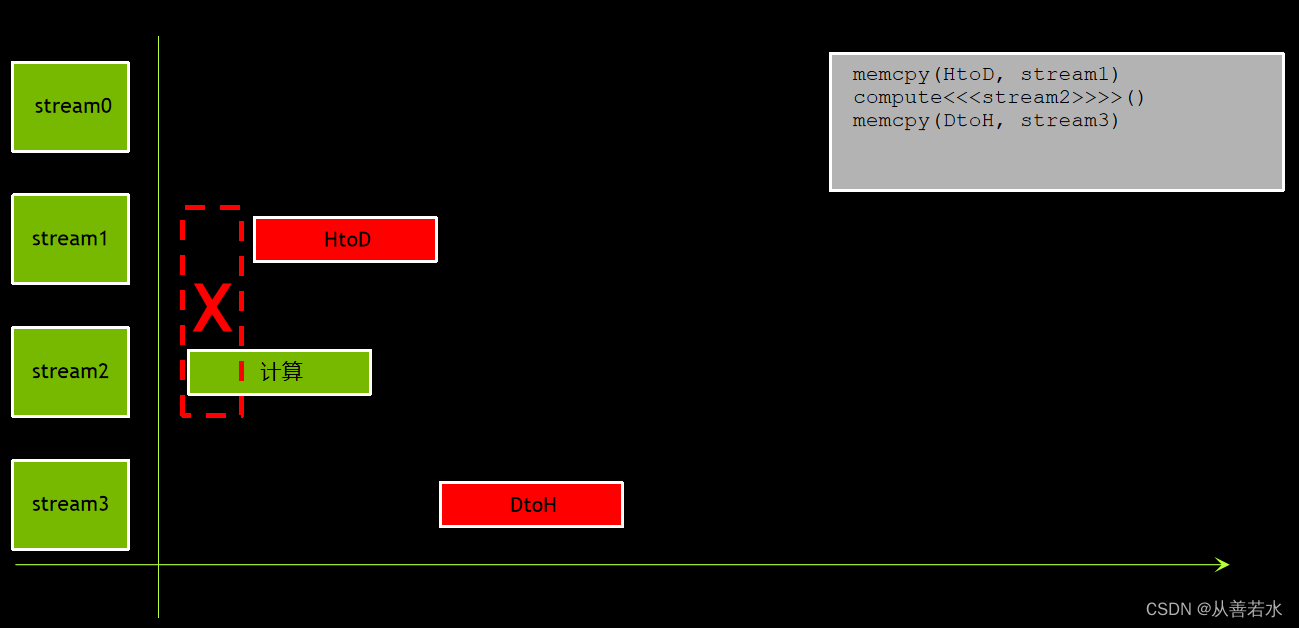 stream0
memcpy(HtoD, stream1)
compute<<<stream2>>>>()
memcpy(DtoH, stream3)
stream1
HtoD
X
stream2
计算
stream3
DtoH
CSDN @从善若水